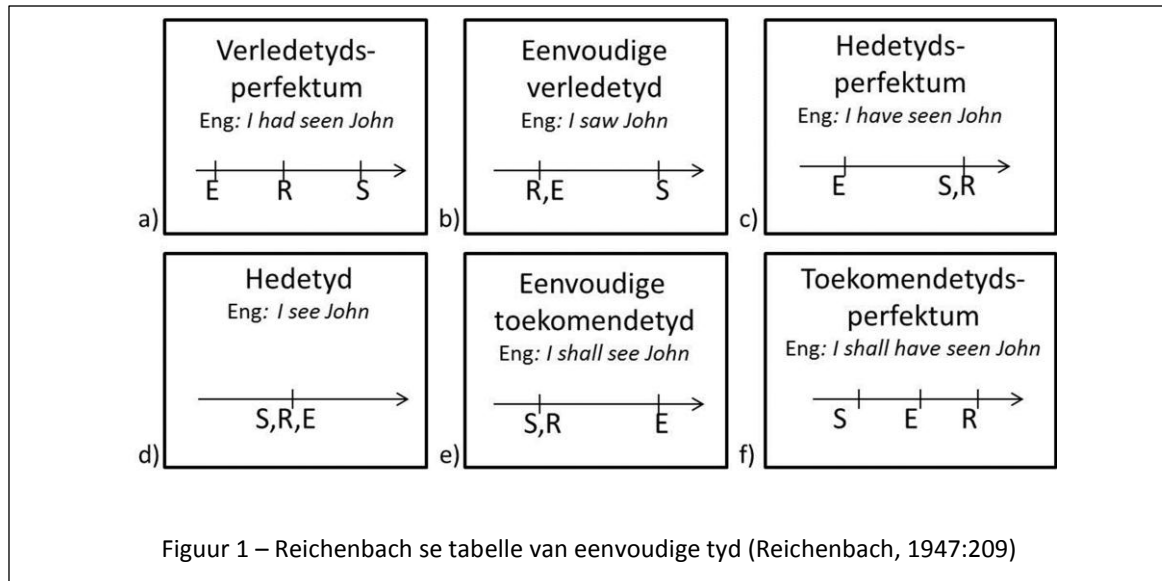 Verledetyds-
perfektum
Eng: I had seen John
E R S
a)
Eenvoudige
verledetyd
Eng: I saw John
R,E S
b)
Hedetyds-
perfektum
Eng: I have seen John
E S,R
c)
Hedetyd
Eng: I see John
S,R,E
d)
Eenvoudige
toekomendetyd
Eng: I shall see John
S,R E
e)
Toekomendetyds-
perfektum
Eng: I shall have seen John
S E R
f)
Figuur 1 – Reichenbach se tabelle van eenvoudige tyd (Reichenbach, 1947:209)